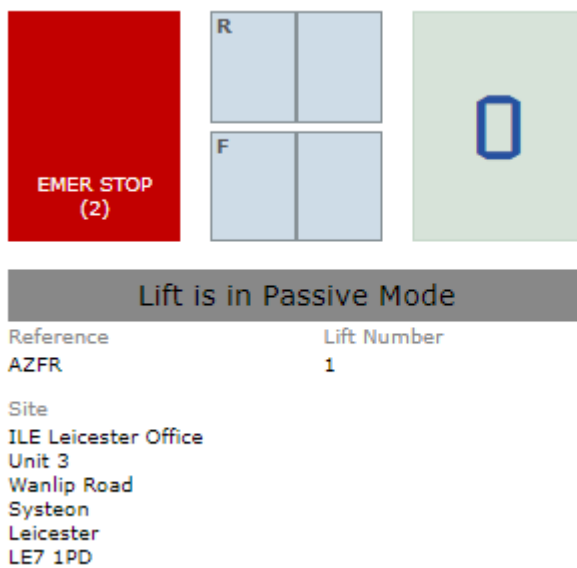 EMER STOP
(2)
R
F
0
Lift is in Passive Mode
Reference
AZFR
Lift Number
1
Site
ILE Leicester Office
Unit 3
Wanlip Road
Systeon
Leicester
LE7 1PD